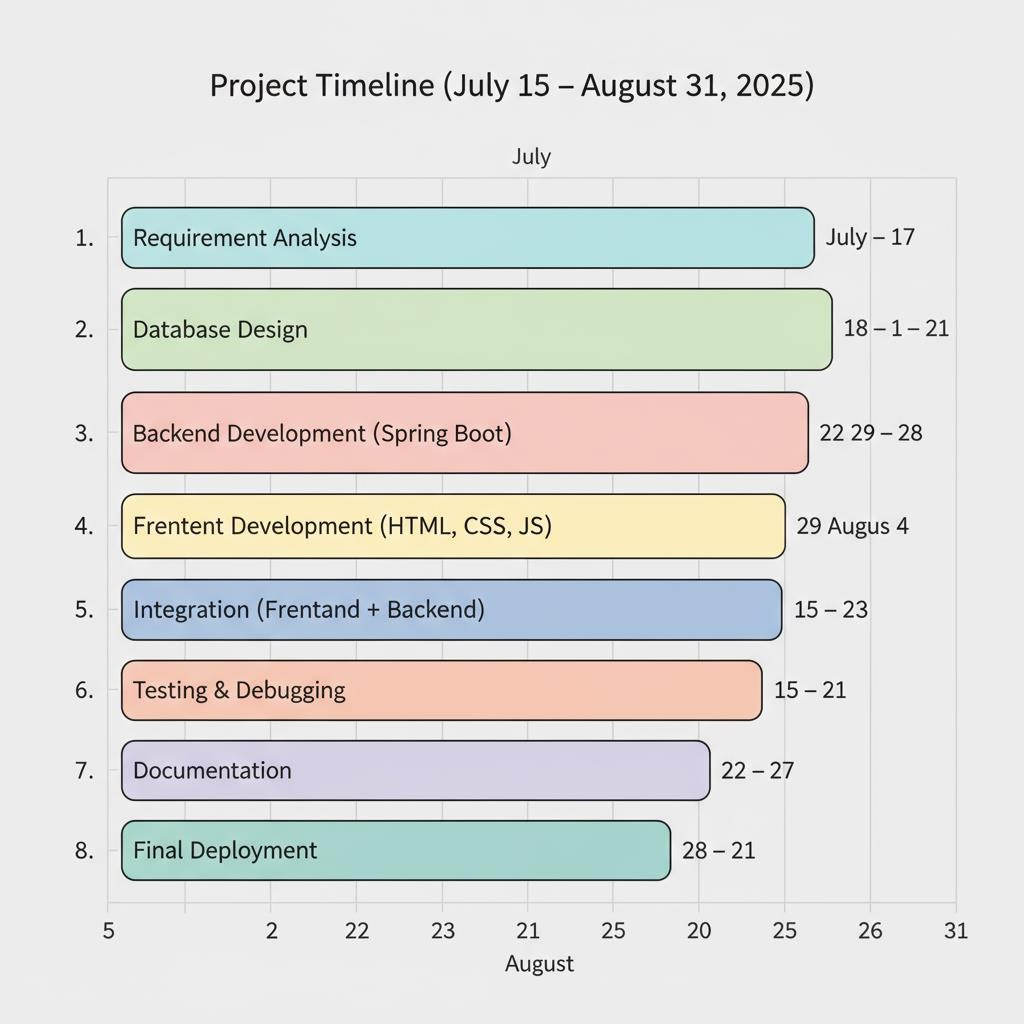 Project Timeline (July 15 – August 31, 2025)
July
1. Requirement Analysis July – 17
2. Database Design 18 – 1 – 21
3. Backend Development (Spring Boot) 22 29 – 28
4. Frentent Development (HTML, CSS, JS) 29 Augus 4
5. Integration (Frentand + Backend) 15 – 23
6. Testing & Debugging 15 – 21
7. Documentation 22 – 27
8. Final Deployment 28 – 21
5 2 22 23 21 25 20 25 26 31
August